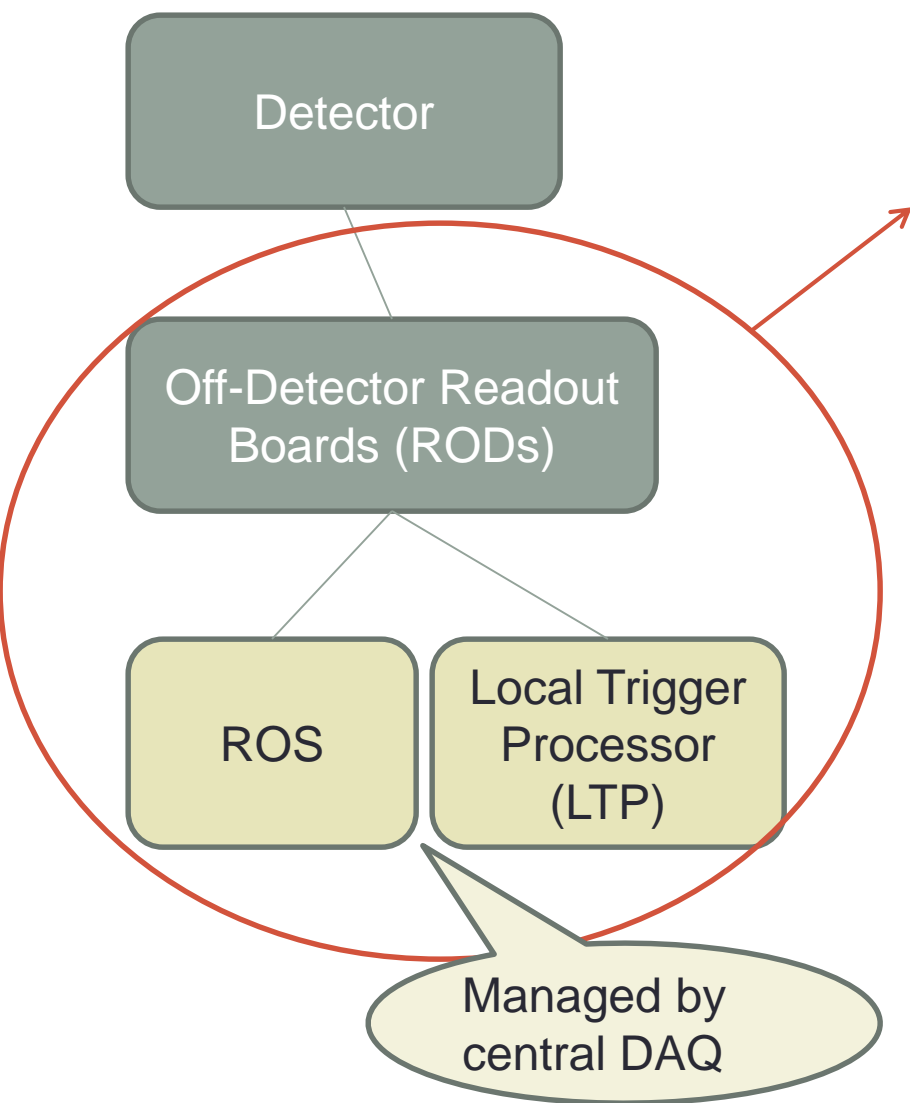 Detector
Off-Detector Readout
Boards (RODs)
ROS
Local Trigger
Processor
(LTP)
Managed by
central DAQ